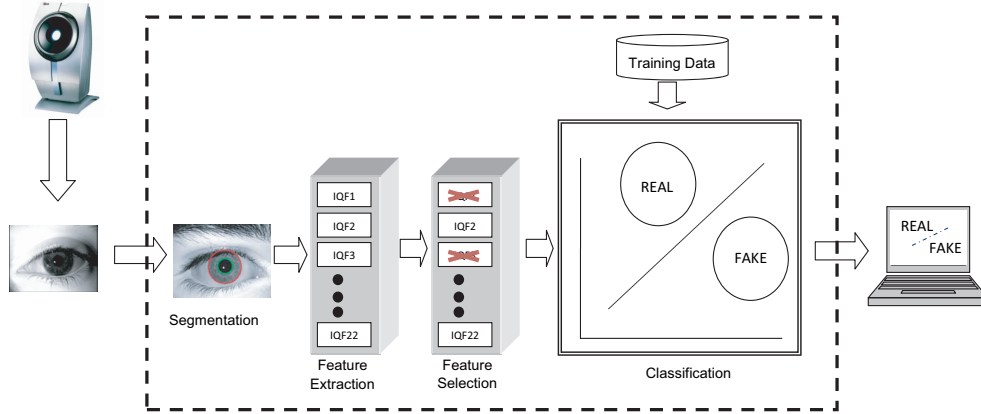 Training Data
REAL
FAKE
Classification
Segmentation
IQF1
IQF2
IQF3
IQF22
Feature
Extraction
IQF2
IQF22
Feature
Selection
REAL
FAKE